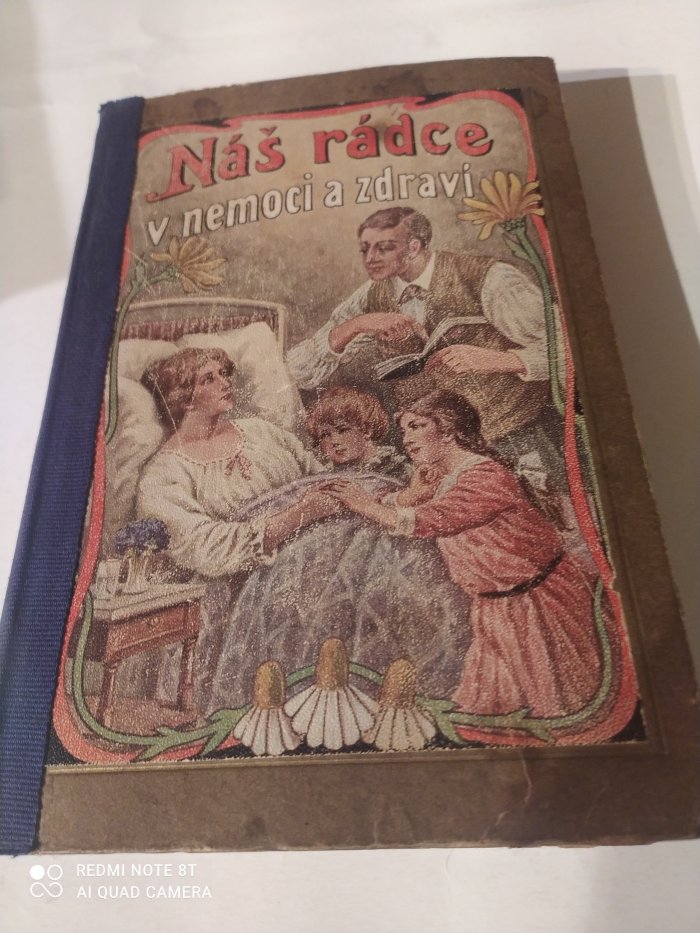 Náš rádce
v nemoci a zdraví
REDMI NOTE 8T
AI QUAD CAMERA